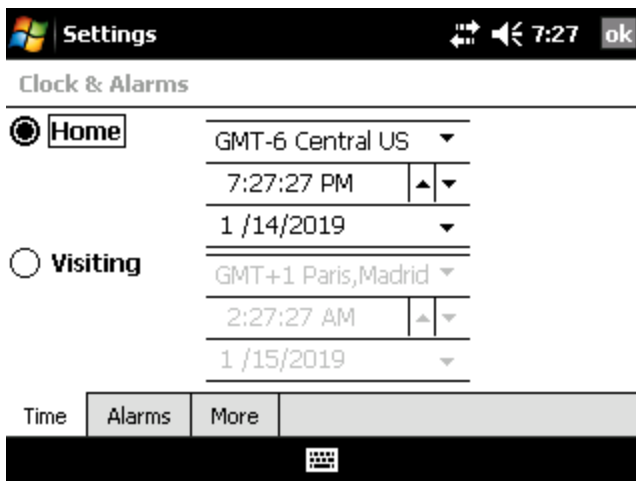 Settings 7:27 ok
Clock & Alarms
Home
GMT-6 Central US
7:27:27 PM
1 /14/2019
Visiting
GMT+1 Paris,Madrid
2:27:27 AM
1 /15/2019
Time Alarms More